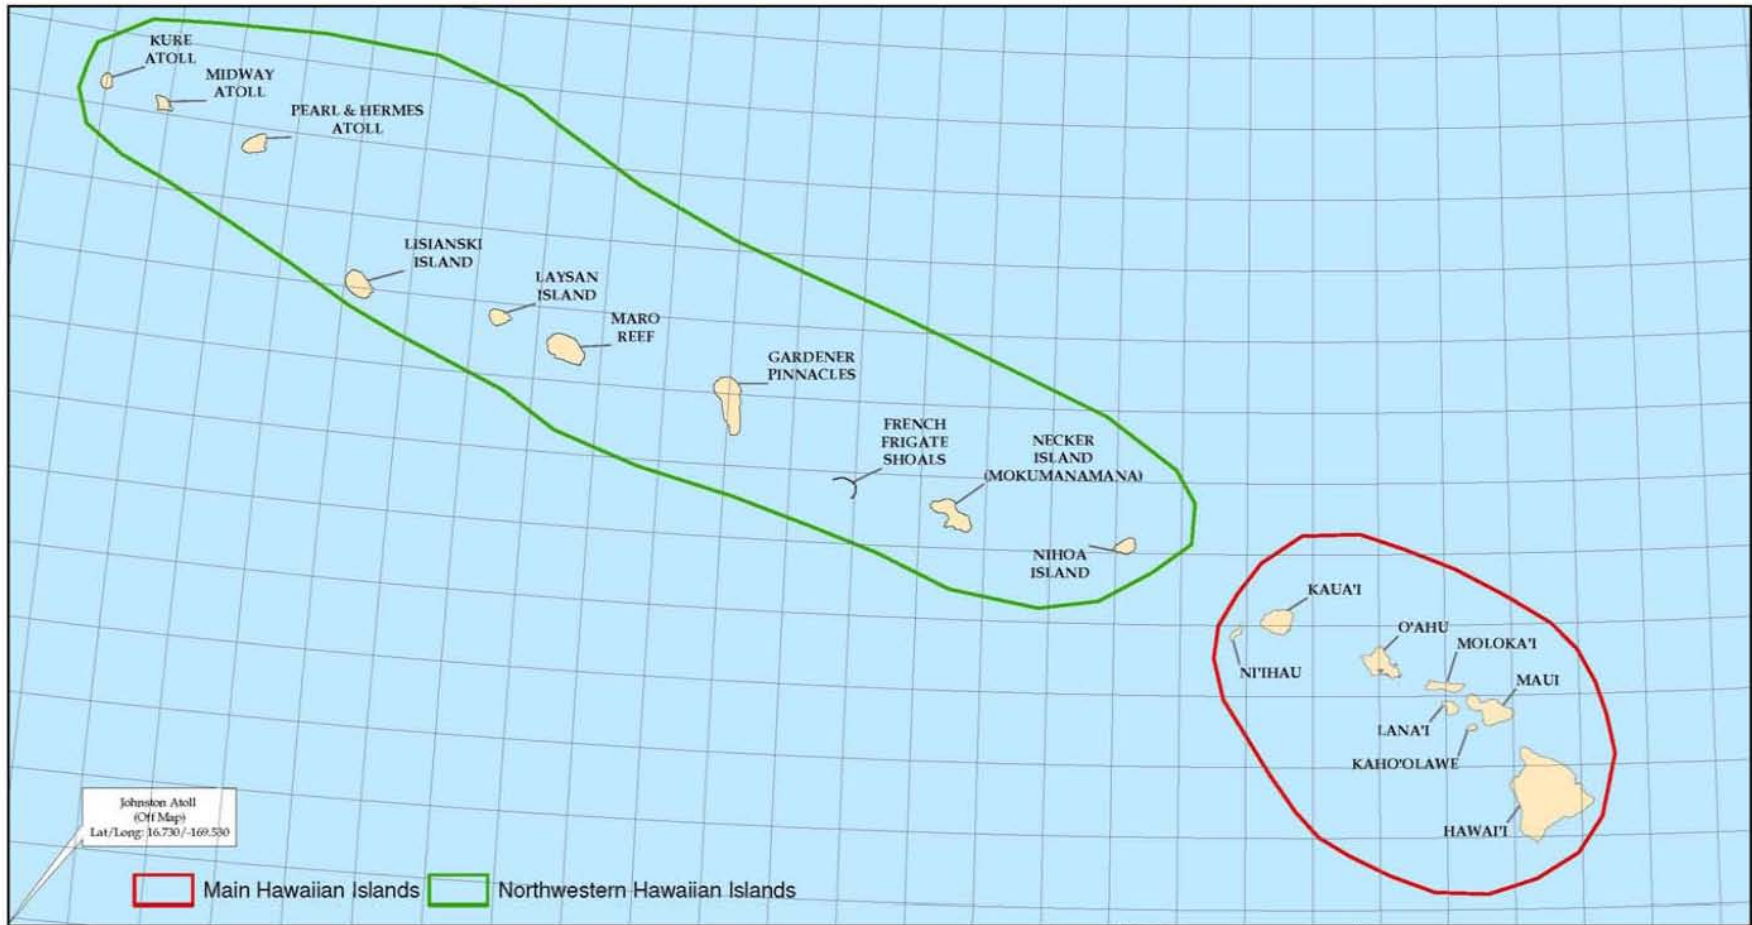 KURE
ATOLL
MIDWAY
ATOLL
PEARL & HERMES
ATOLL
LISIANSKI
ISLAND
LAYSAN
ISLAND
MARO
REEF
GARDENER
PINNACLES
FRENCH
FRIGATE
SHOALS
NECKER
ISLAND
(MOKUMANAMANA)
NIHOA
ISLAND
KAUA'I
NI'IHAU
O'AHU
MOLOKA'I
MAUI
LANA'I
KAHO'OLAWE
HAWAI'I
Johnston Atoll
(Off Map)
Lat/Long: 16.730/-169.530
Main Hawaiian Islands
Northwestern Hawaiian Islands